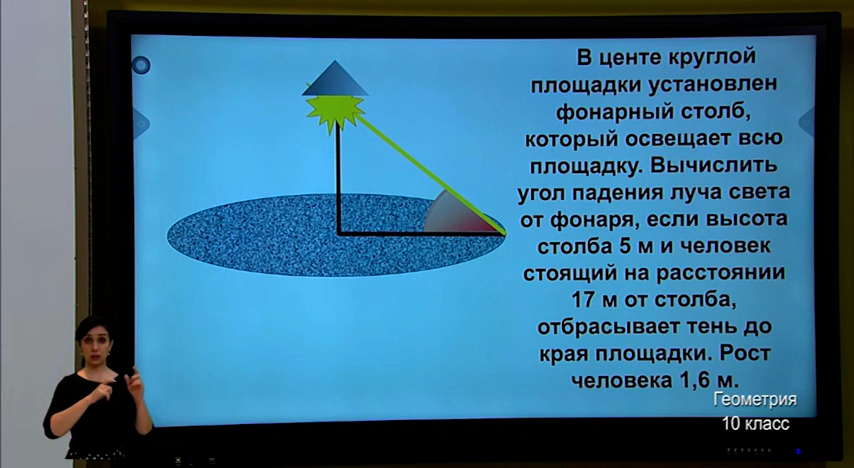 В центе круглой
площадки установлен
фонарный столб,
который освещает всю
площадку. Вычислить
угол падения луча света
от фонаря, если высота
столба 5 м и человек
стоящий на расстоянии
17 м от столба,
отбрасывает тень до
края площадки. Рост
человека 1,6 м.
Геометрия
10 класс